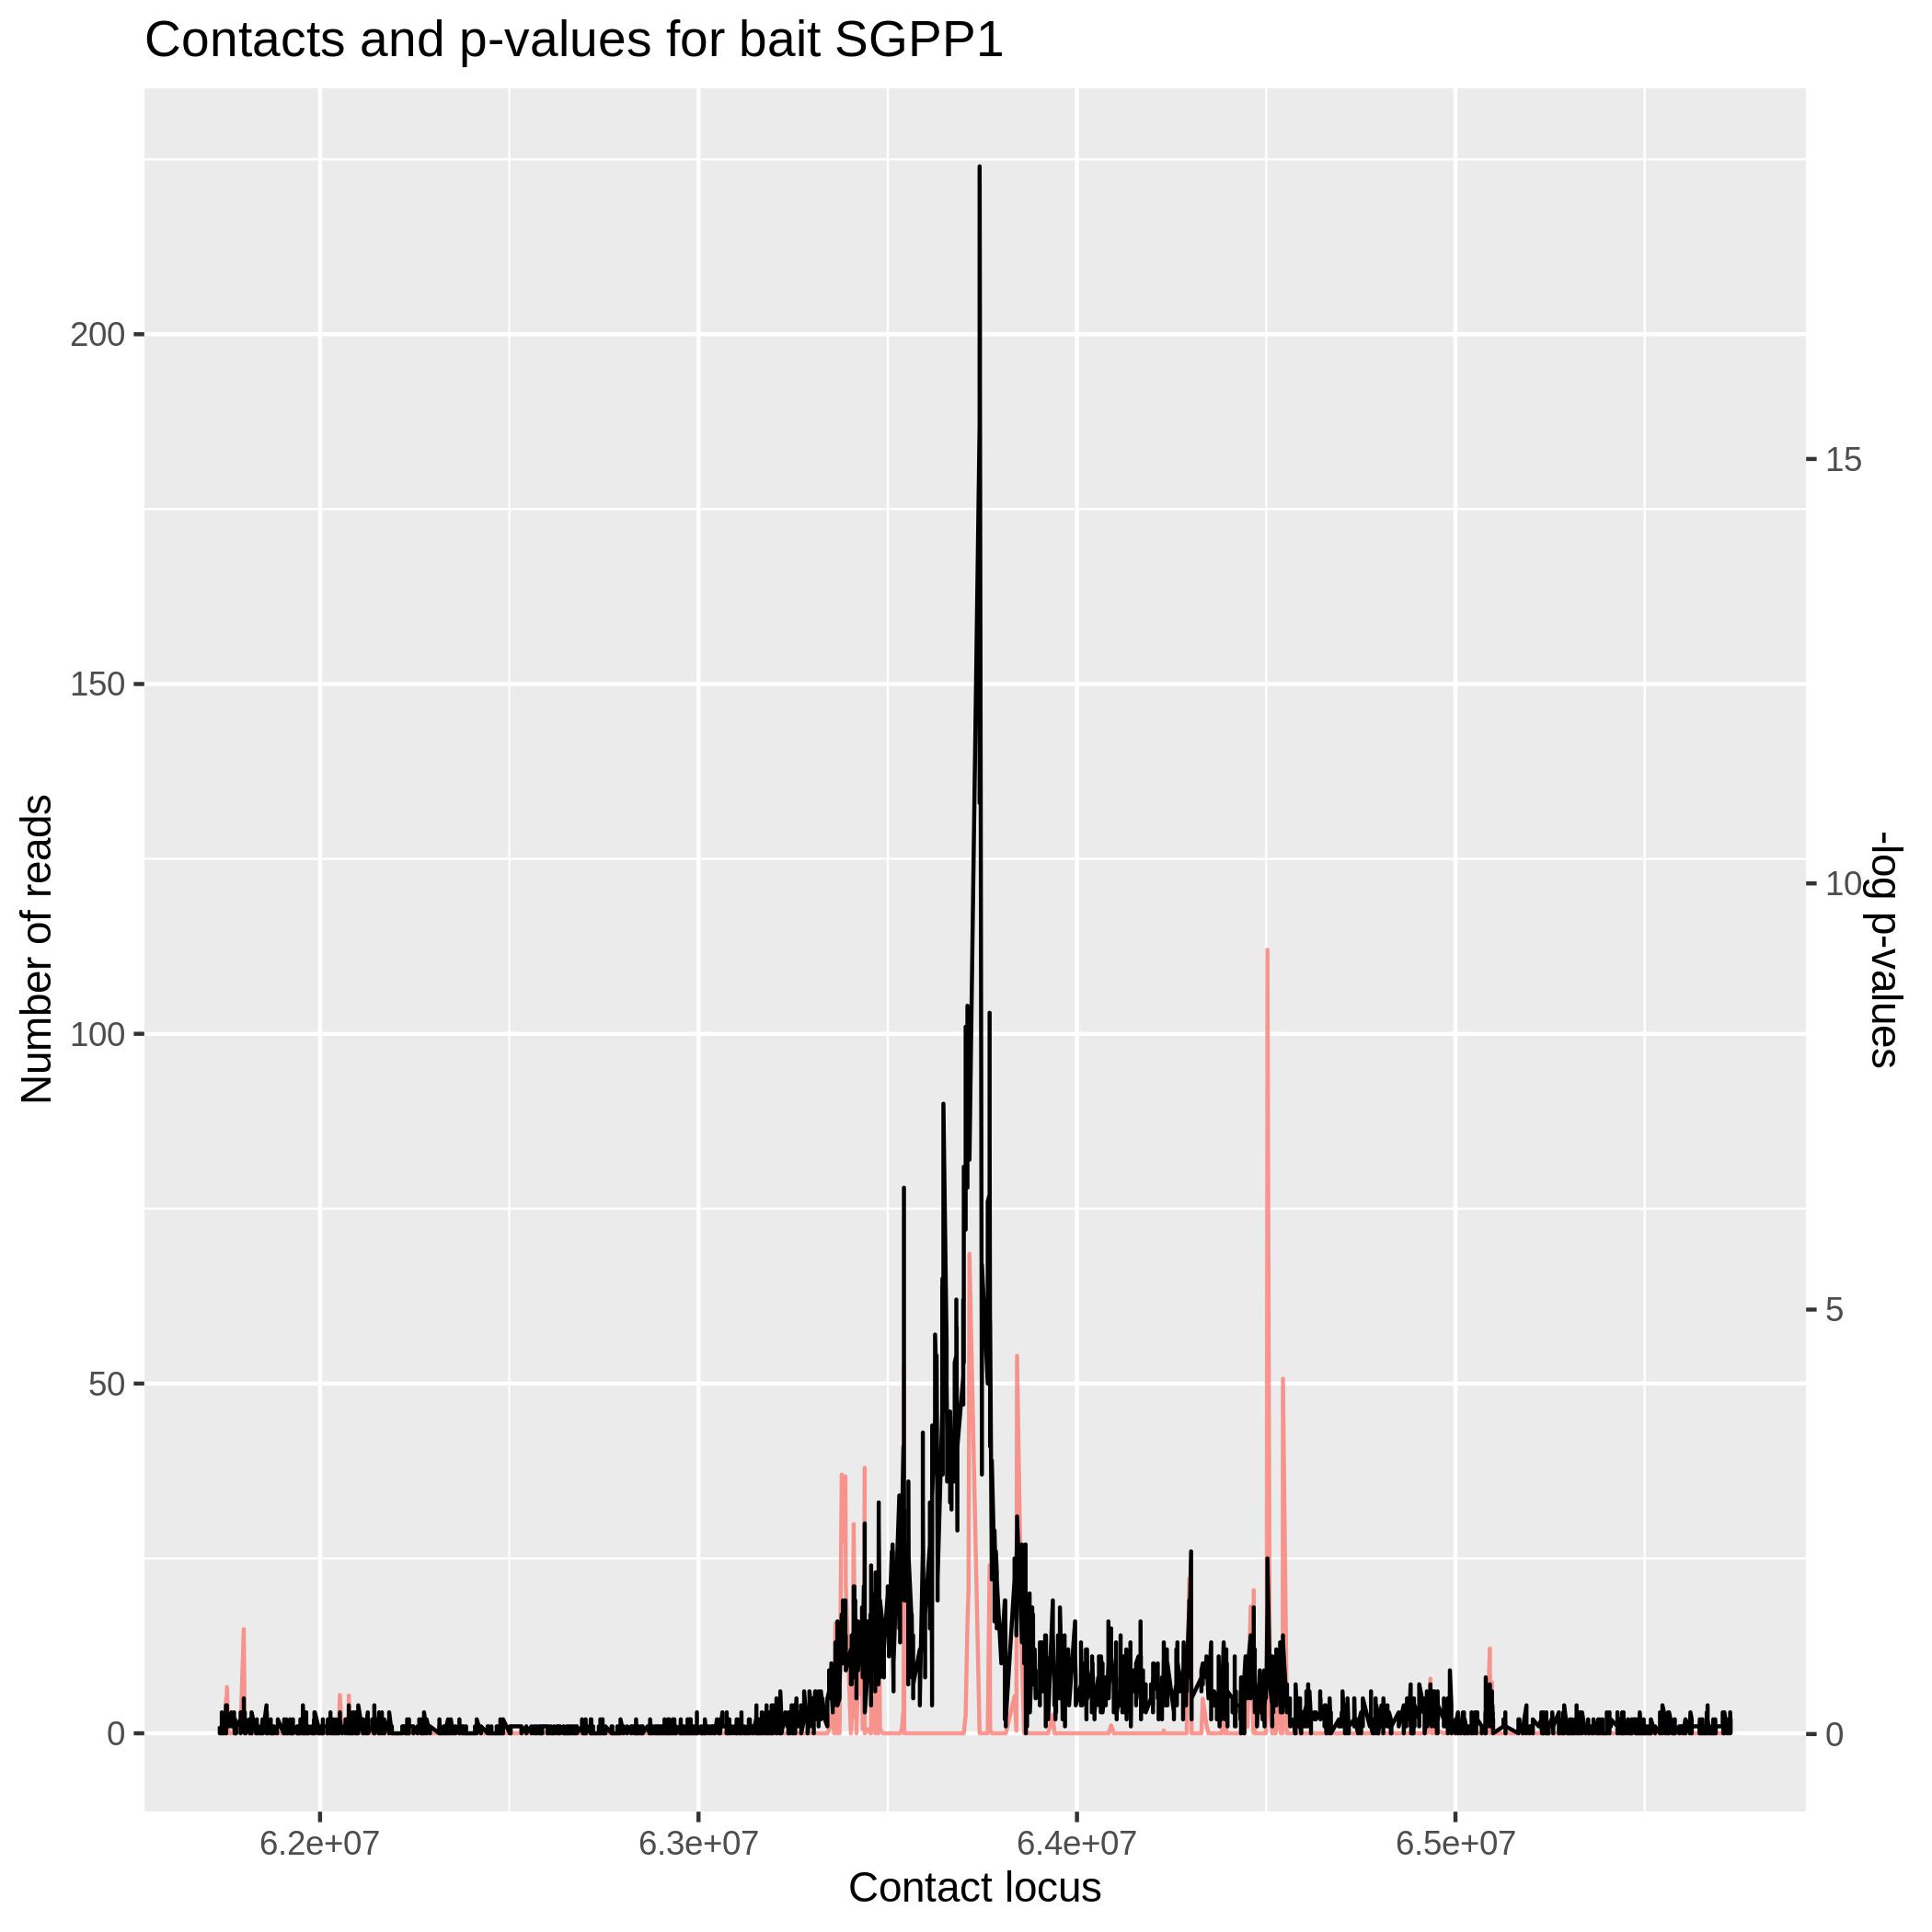 Contacts and p-values for bait SGPP1
Number of reads
200
150
100
50
0
15
10
5
0
-log p-values
6.2e+07
6.3e+07
6.4e+07
6.5e+07
Contact locus